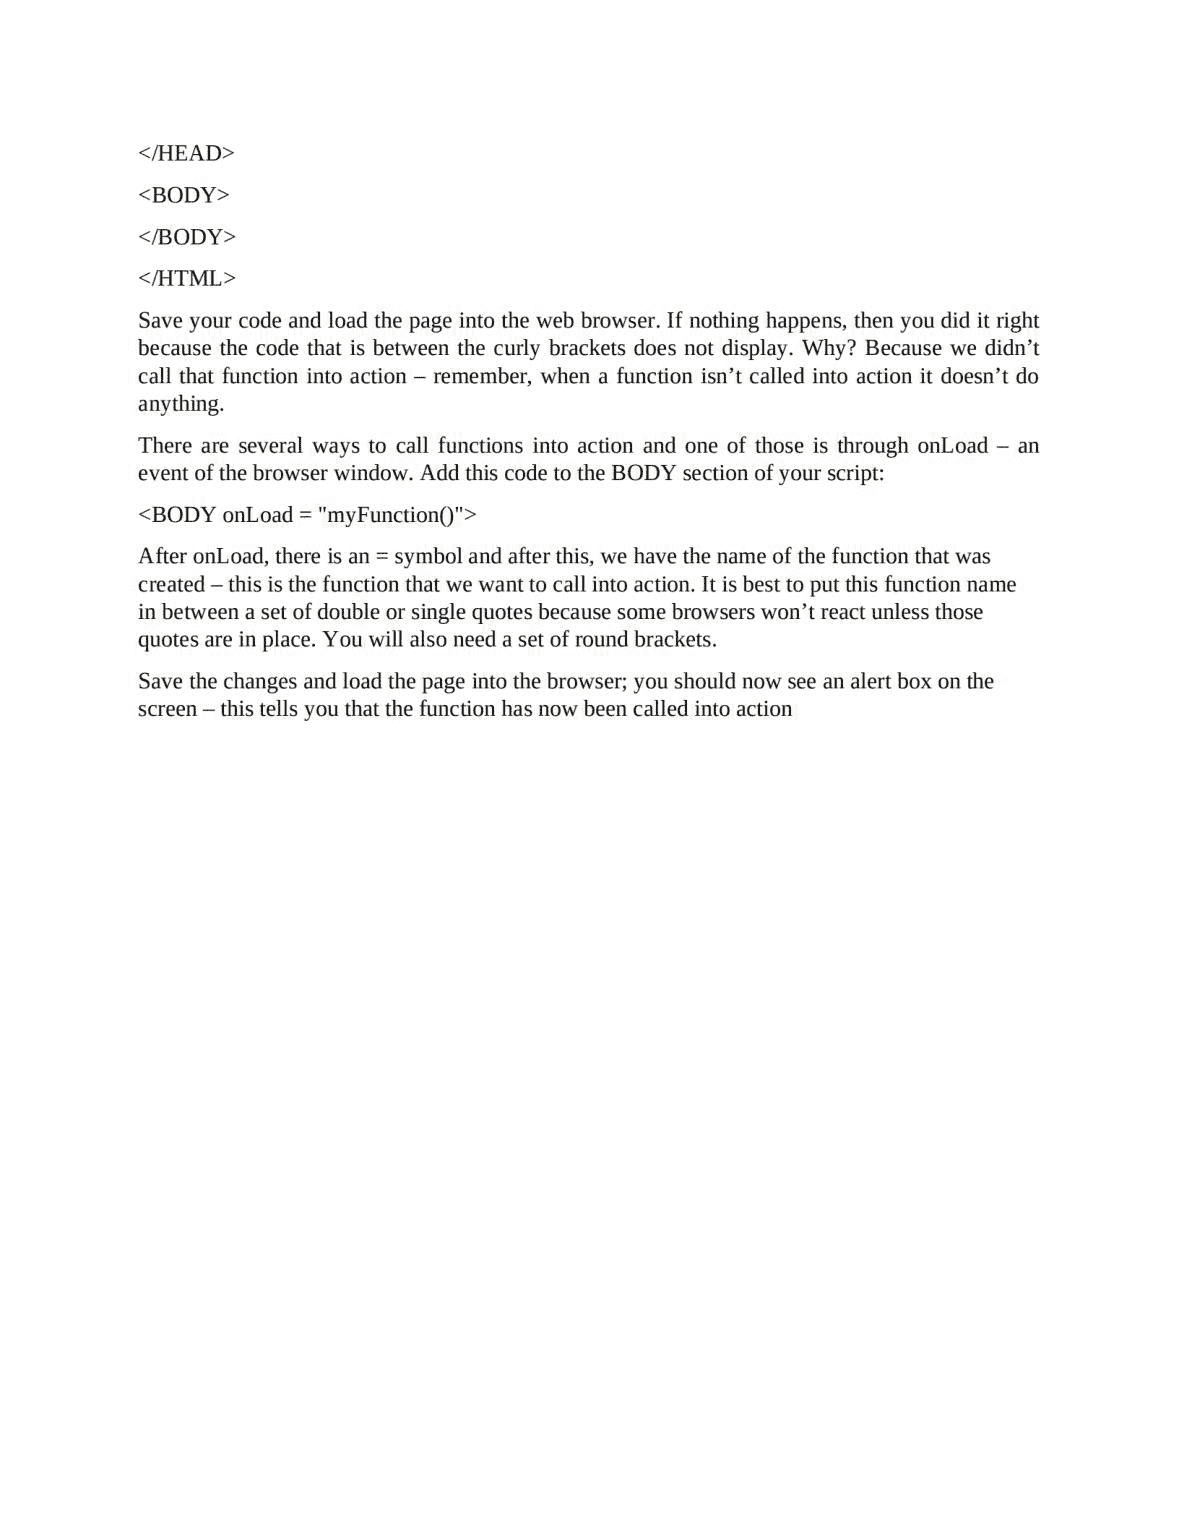 </HEAD>
<BODY>
</BODY>
</HTML>
Save your code and load the page into the web browser. If nothing happens, then you did it right
because the code that is between the curly brackets does not display. Why? Because we didn’t
call that function into action – remember, when a function isn’t called into action it doesn’t do
anything.
There are several ways to call functions into action and one of those is through onLoad – an
event of the browser window. Add this code to the BODY section of your script:
<BODY onLoad = "myFunction()">
After onLoad, there is an = symbol and after this, we have the name of the function that was
created – this is the function that we want to call into action. It is best to put this function name
in between a set of double or single quotes because some browsers won’t react unless those
quotes are in place. You will also need a set of round brackets.
Save the changes and load the page into the browser; you should now see an alert box on the
screen – this tells you that the function has now been called into action